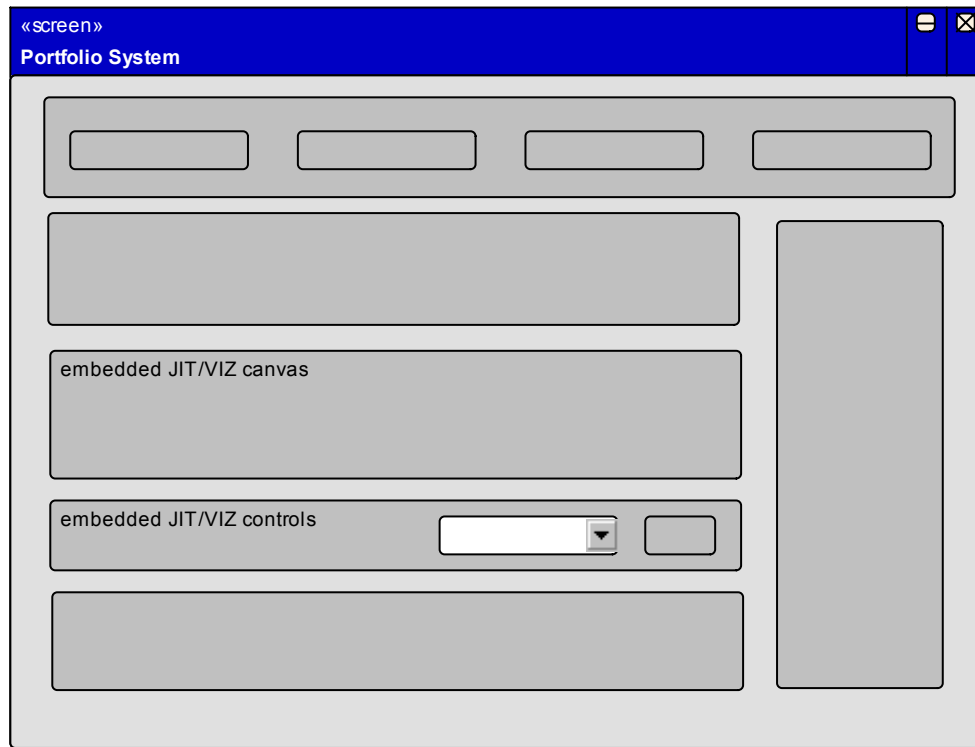 «screen»
Portfolio System
embedded JIT/VIZ canvas
embedded JIT/VIZ controls